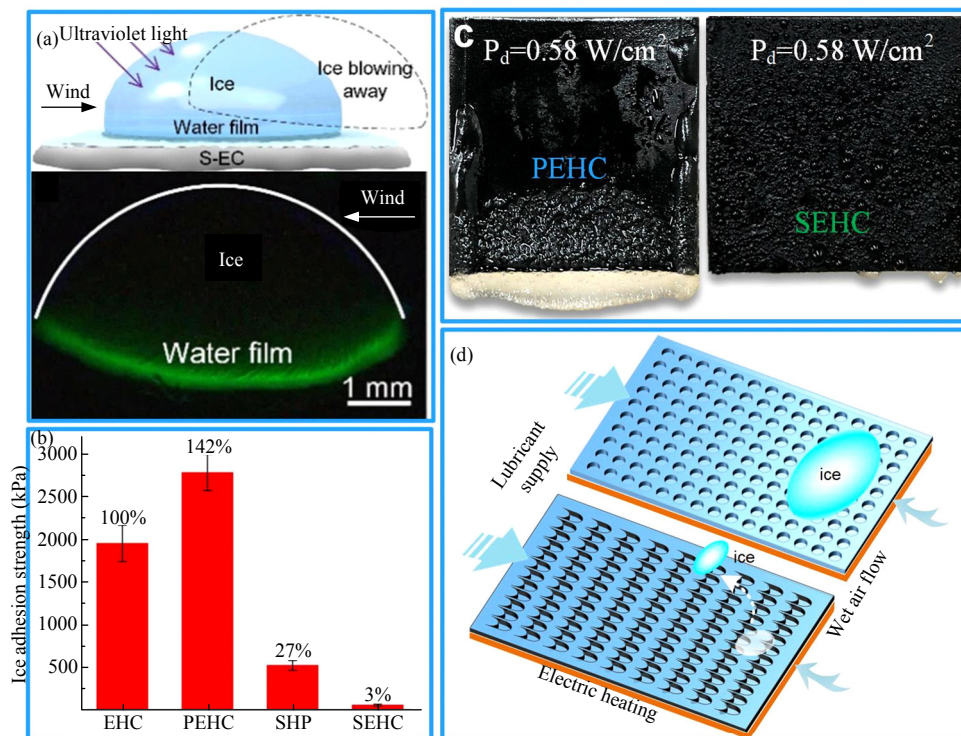 (a)
Ultraviolet light
Wind
Ice
Ice blowing
away
Water film
S-EC
Wind
Ice
Water film
1 mm
(b)
Ice adhesion strength (kPa)
3000
2500
2000
1500
1000
500
100%
142%
27%
3%
EHC PEHC SHP SEHC
C
P_d=0.58 W/cm²
PEHC
P_d=0.58 W/cm²
SEHC
(d)
Lubricant
supply
ice
ice
Wet air flow
Electric heating